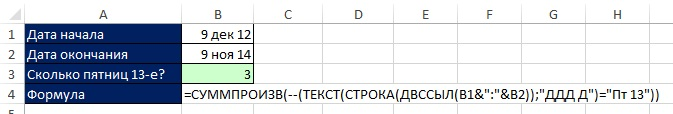 A B C D E F G H
1 Дата начала 9 дек 12
2 Дата окончания 9 ноя 14
3 Сколько пятниц 13-е? 3
4 Формула =СУММПРОИЗВ(--(ТЕКСТ(СТРОКА(ДВССЫЛ(B1&":"&B2));"ДДД Д")="Пт 13"))